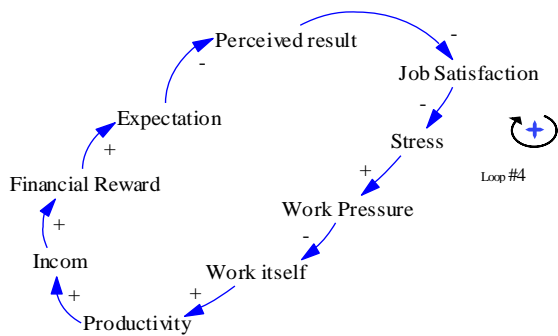 Perceived result
-
-
Job Satisfaction
Expectation
-
Stress
+
+
Loop #4
Financial Reward
Work Pressure
+
-
Incom
Work itself
+
+
Productivity